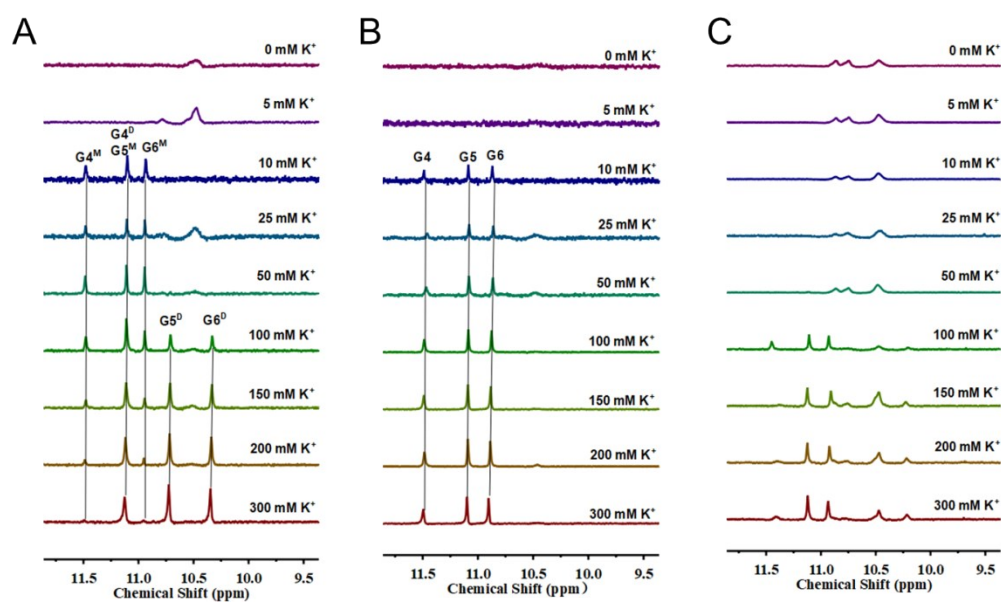 A
0 mM K⁺
5 mM K⁺
G4ᴰ
G4ᴹ G5ᴹ G6ᴹ
10 mM K⁺
25 mM K⁺
50 mM K⁺
G5ᴰ G6ᴰ
100 mM K⁺
150 mM K⁺
200 mM K⁺
300 mM K⁺
11.5 11.0 10.5 10.0 9.5
Chemical Shift (ppm)
B
0 mM K⁺
5 mM K⁺
G4 G5 G6
10 mM K⁺
25 mM K⁺
50 mM K⁺
100 mM K⁺
150 mM K⁺
200 mM K⁺
300 mM K⁺
11.5 11.0 10.5 10.0 9.5
Chemical Shift (ppm)
C
0 mM K⁺
5 mM K⁺
10 mM K⁺
25 mM K⁺
50 mM K⁺
100 mM K⁺
150 mM K⁺
200 mM K⁺
300 mM K⁺
11.5 11.0 10.5 10.0 9.5
Chemical Shift (ppm)